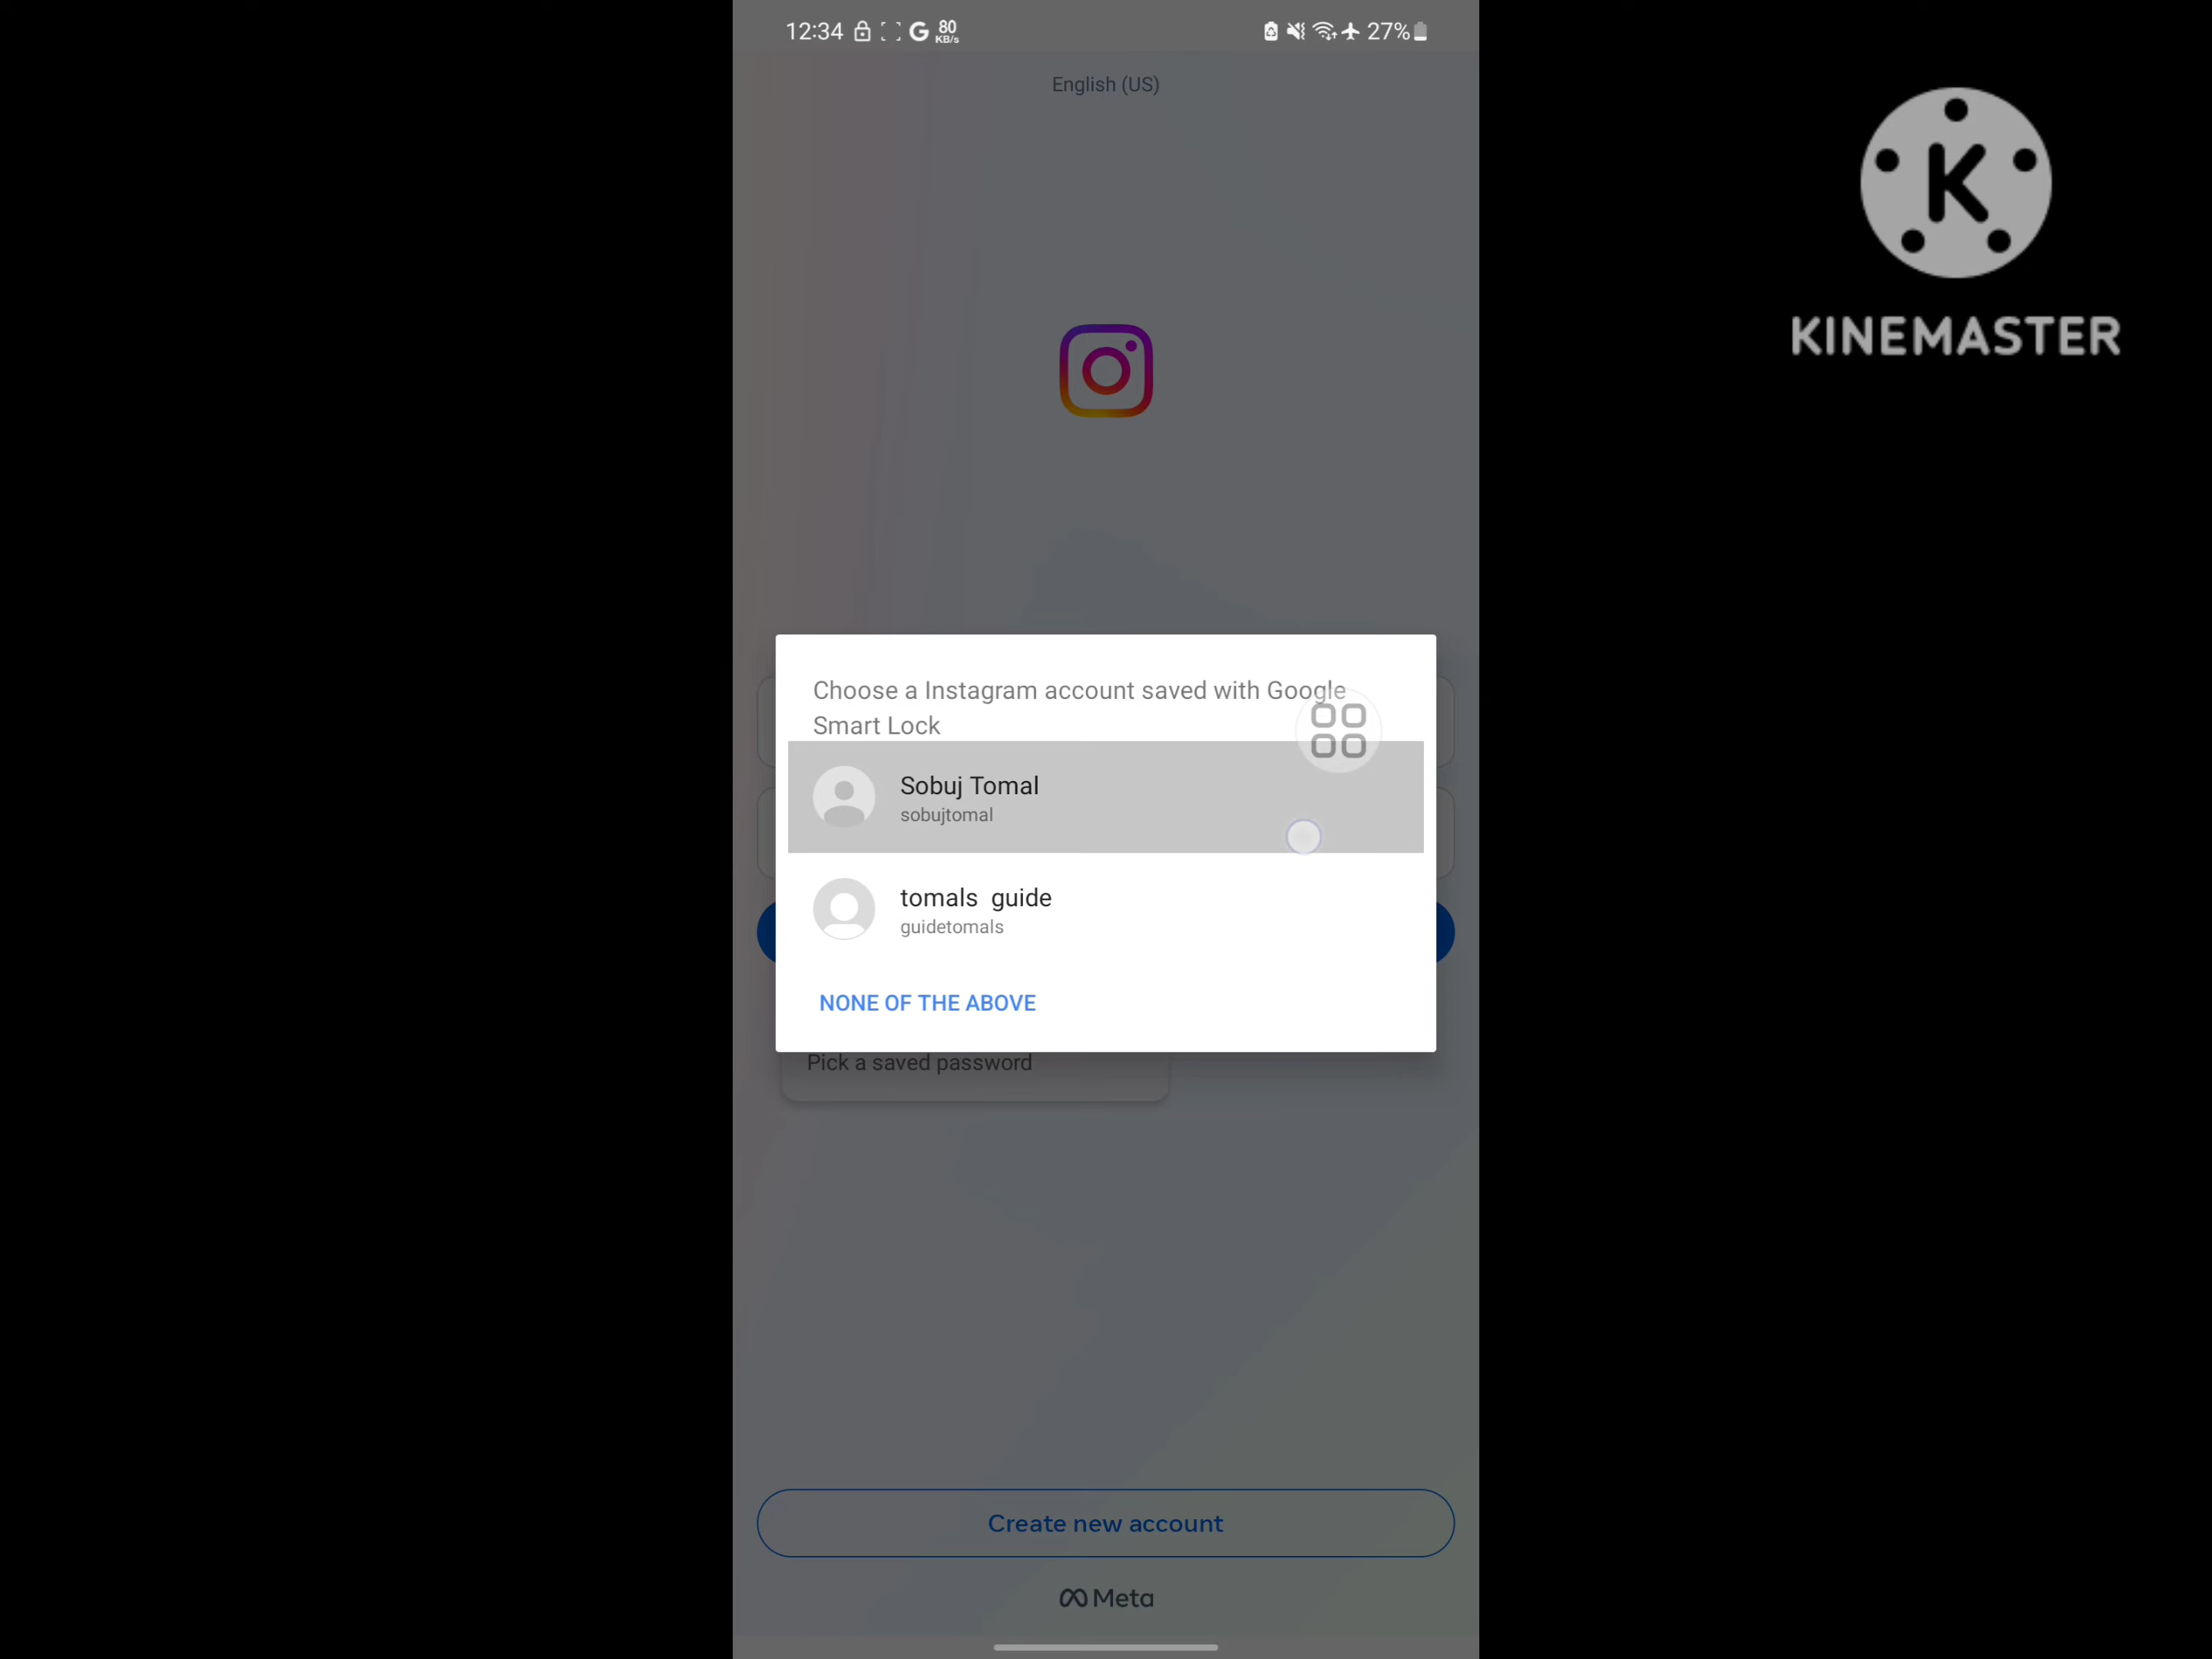 12:34 G 80 KB/s 27%
English (US)
K
KINEMASTER
Choose a Instagram account saved with Google
Smart Lock
Sobuj Tomal
sobujtomal
tomals guide
guidetomals
NONE OF THE ABOVE
Pick a saved password
Create new account
Meta